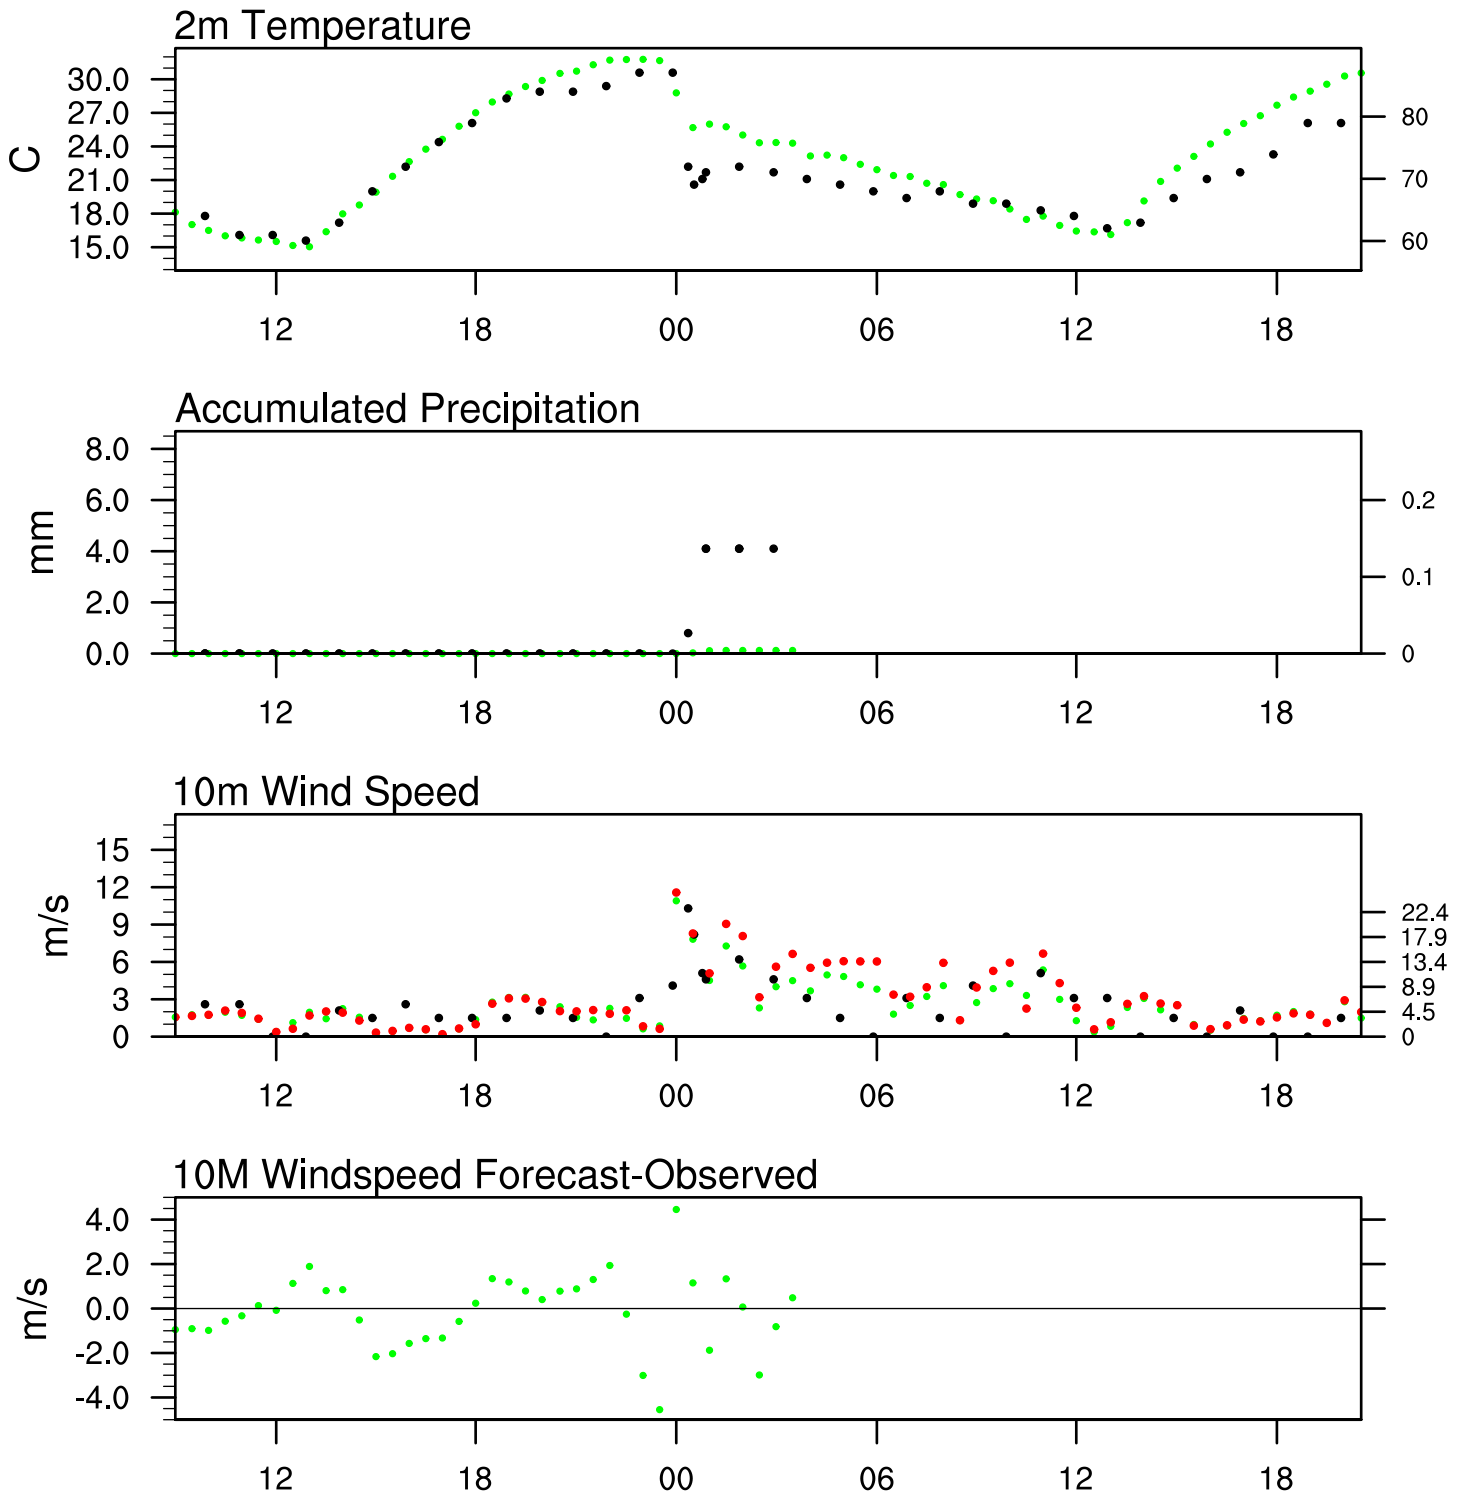 2m Temperature
30.0
27.0
24.0
21.0
18.0
15.0
C
80
70
60
12 18 00 06 12 18
Accumulated Precipitation
8.0
6.0
4.0
2.0
0.0
mm
0.2
0.1
0
12 18 00 06 12 18
10m Wind Speed
15
12
9
6
3
0
m/s
22.4
17.9
13.4
8.9
4.5
0
12 18 00 06 12 18
10M Windspeed Forecast-Observed
4.0
2.0
0.0
-2.0
-4.0
m/s
12 18 00 06 12 18